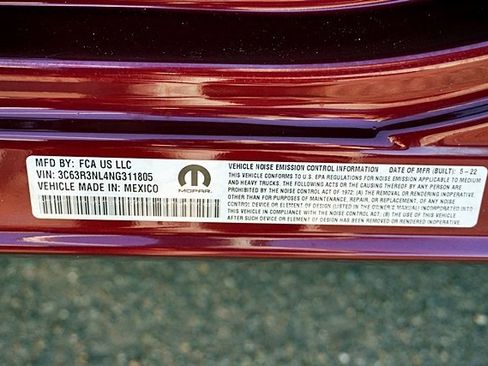 MFD BY: FCA US LLC
VIN: 3C63R3NL4NG311805
VEHICLE MADE IN: MEXICO
MOPAR
VEHICLE NOISE EMISSION CONTROL INFORMATION DATE OF MFR (BUILT): 5-22
THIS VEHICLE CONFORMS TO U.S. EPA REGULATIONS FOR NOISE EMISSION APPLICABLE TO MEDIUM
AND HEAVY TRUCKS. THE FOLLOWING ACTS OR THE CAUSING THEREOF BY ANY PERSON ARE
PROHIBITED BY THE NOISE CONTROL ACT OF 1972: (A) THE REMOVAL OR RENDERING INOPERATIVE,
OTHER THAN FOR PURPOSES OF MAINTENANCE, REPAIR, OR REPLACEMENT, OF ANY NOISE
CONTROL DEVICE OR ELEMENT OF DESIGN (LISTED IN THE OWNER'S MANUAL) INCORPORATED INTO
THIS VEHICLE IN COMPLIANCE WITH THE NOISE CONTROL ACT; (B) THE USE OF THIS VEHICLE
AFTER SUCH DEVICE OR ELEMENT OF DESIGN HAS BEEN REMOVED OR RENDERED INOPERATIVE.